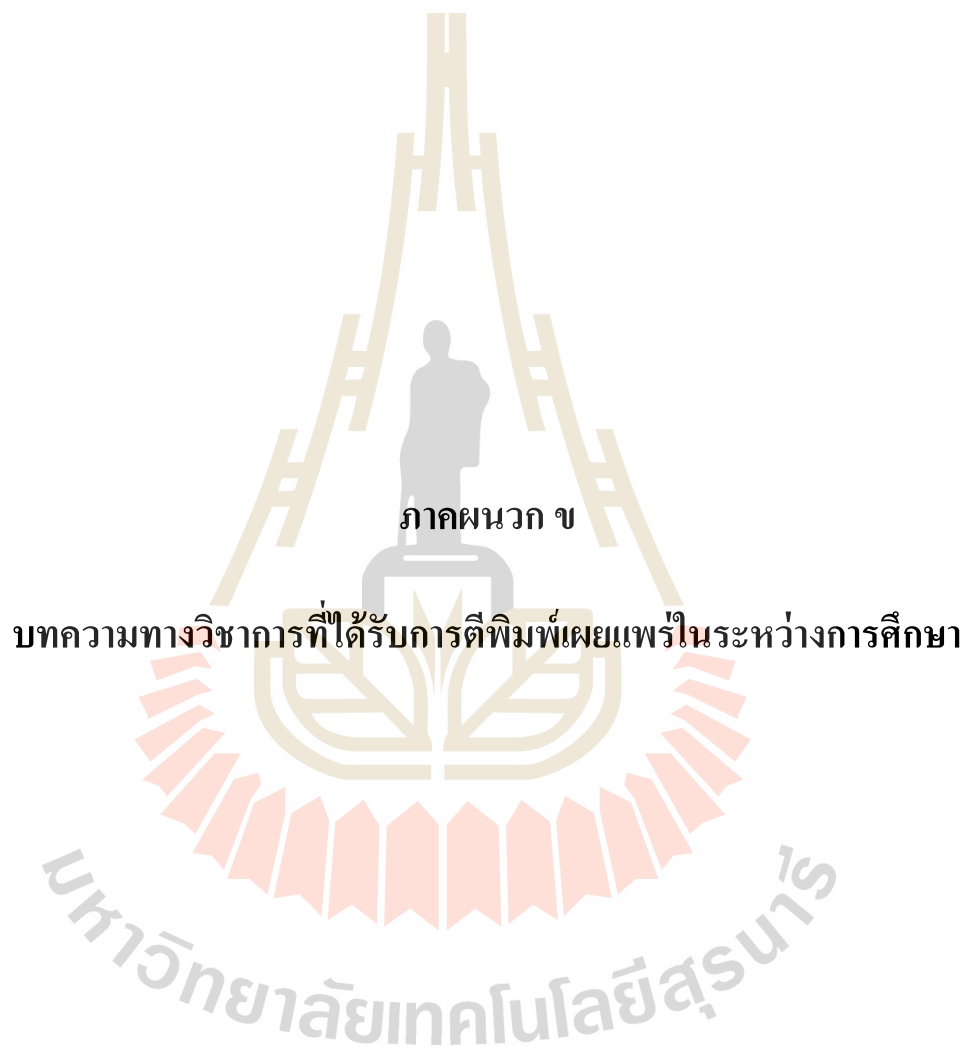 ภาคผนวก ข
บทความทางวิชาการที่ได้รับการตีพิมพ์เผยแพร่ในระหว่างการศึกษา
มหาวิทยาลัยเทคโนโลยีสุรนารี